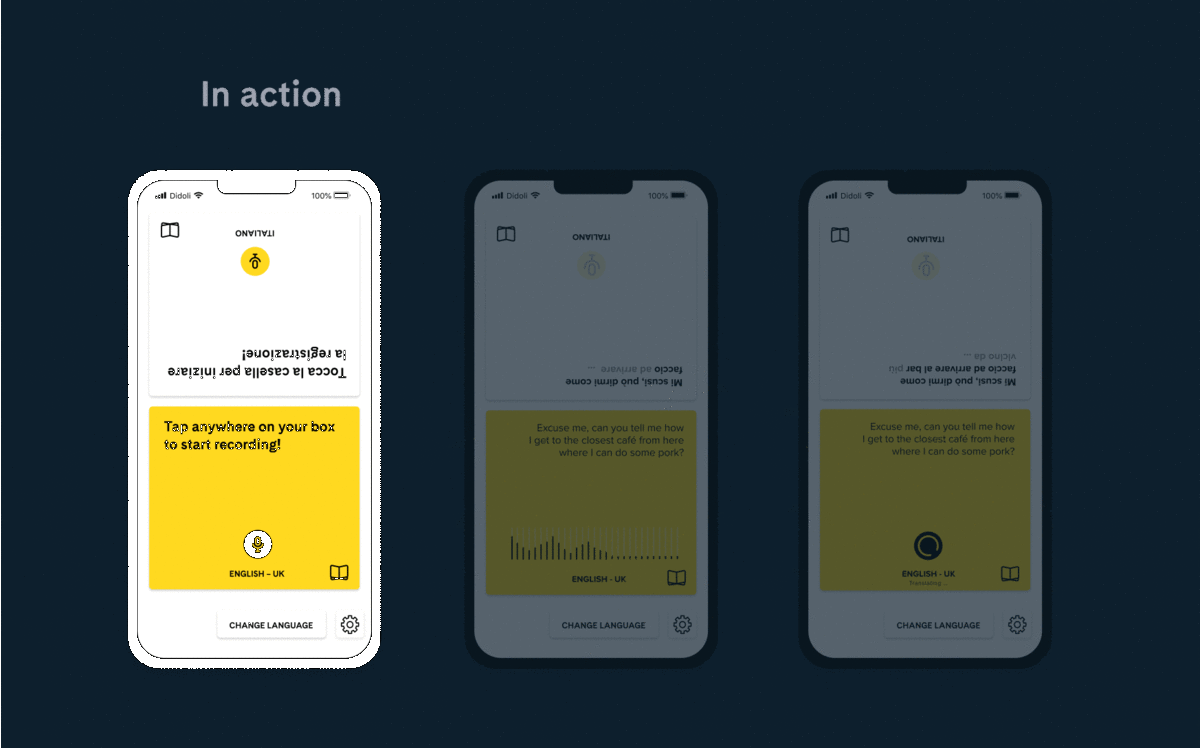 In action
Didoli
100%
ITALIANO
Tocca la casella per iniziare
la registrazione!
Tap anywhere on your box
to start recording!
ENGLISH – UK
CHANGE LANGUAGE
Didoli
100%
ITALIANO
Mi scusi, può dirmi come
faccio ad arrivare ...
Excuse me, can you tell me how
I get to the closest café from here
where I can do some pork?
ENGLISH - UK
CHANGE LANGUAGE
Didoli
100%
ITALIANO
Mi scusi, può dirmi come
faccio ad arrivare al bar più
vicino da ...
Excuse me, can you tell me how
I get to the closest café from here
where I can do some pork?
ENGLISH - UK
Translating ...
CHANGE LANGUAGE